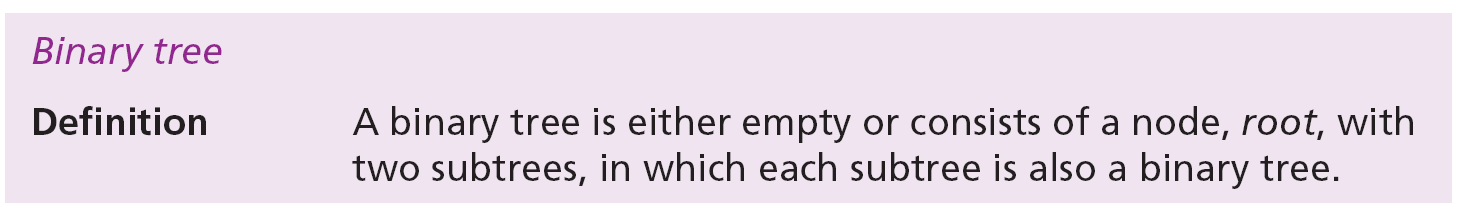 Binary tree
Definition A binary tree is either empty or consists of a node, root, with
two subtrees, in which each subtree is also a binary tree.